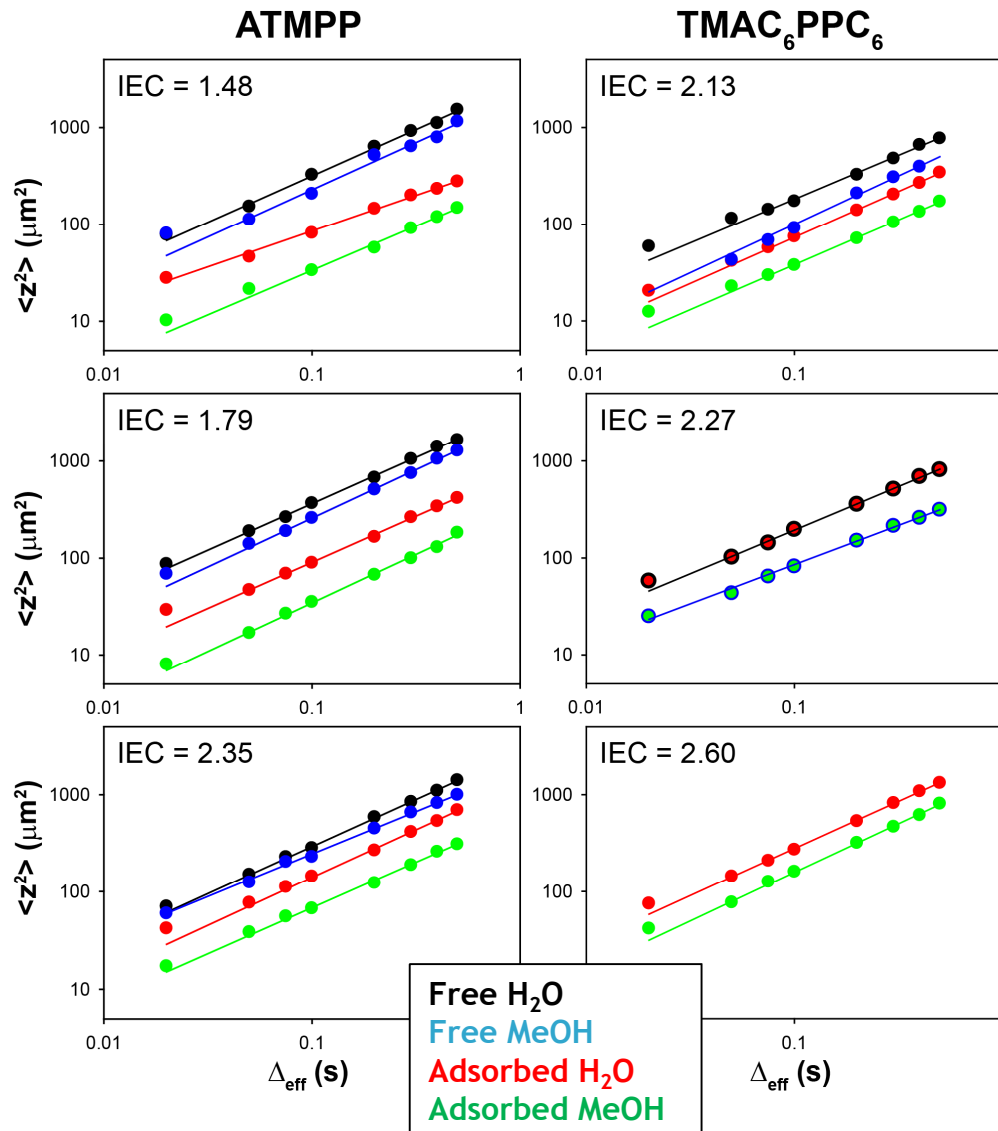 ATMPP
TMAC₆PPC₆
IEC = 1.48
IEC = 2.13
<z²> (μm²)
1000
100
10
0.01
0.1
1
1000
100
10
0.01
0.1
IEC = 1.79
IEC = 2.27
<z²> (μm²)
1000
100
10
0.01
0.1
1
1000
100
10
0.01
0.1
IEC = 2.35
IEC = 2.60
<z²> (μm²)
1000
100
10
0.01
0.1
1000
100
0.1
Δeff (s)
Δeff (s)
Free H₂O
Free MeOH
Adsorbed H₂O
Adsorbed MeOH